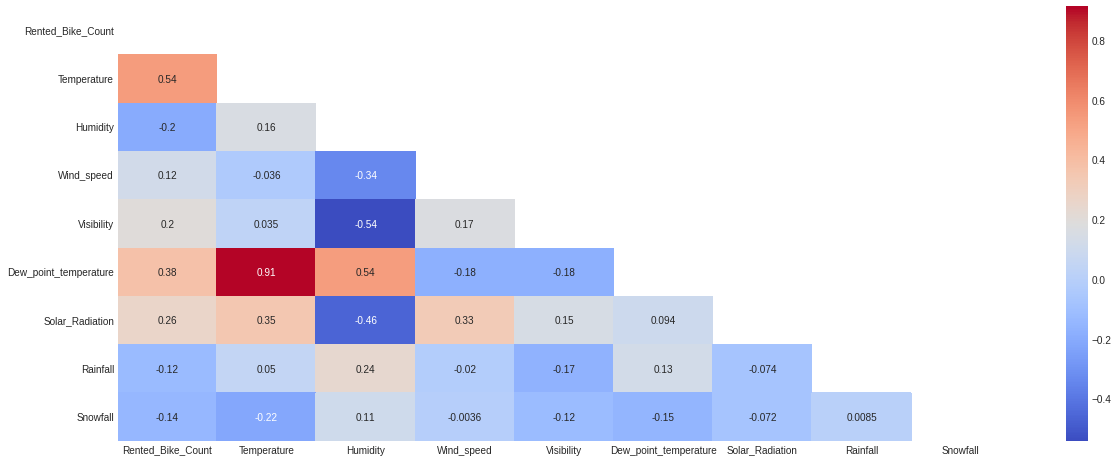 Rented_Bike_Count
Temperature 0.54
Humidity -0.2 0.16
Wind_speed 0.12 -0.036 -0.34
Visibility 0.2 0.035 -0.54 0.17
Dew_point_temperature 0.38 0.91 0.54 -0.18 -0.18
Solar_Radiation 0.26 0.35 -0.46 0.33 0.15 0.094
Rainfall -0.12 0.05 0.24 -0.02 -0.17 0.13 -0.074
Snowfall -0.14 -0.22 0.11 -0.0036 -0.12 -0.15 -0.072 0.0085
Rented_Bike_Count Temperature Humidity Wind_speed Visibility Dew_point_temperature Solar_Radiation Rainfall Snowfall
0.8
0.6
0.4
0.2
0.0
−0.2
−0.4